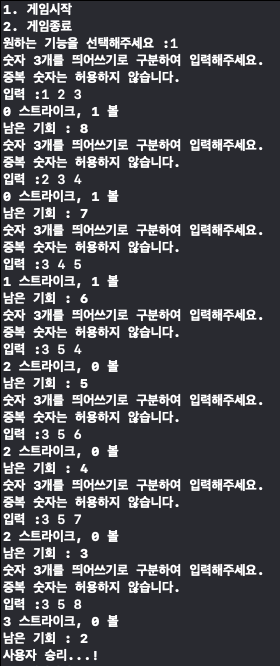 1. 게임시작
2. 게임종료
원하는 기능을 선택해주세요 :1
숫자 3개를 띄어쓰기로 구분하여 입력해주세요.
중복 숫자는 허용하지 않습니다.
입력 :1 2 3
0 스트라이크, 1 볼
남은 기회 : 8
숫자 3개를 띄어쓰기로 구분하여 입력해주세요.
중복 숫자는 허용하지 않습니다.
입력 :2 3 4
0 스트라이크, 1 볼
남은 기회 : 7
숫자 3개를 띄어쓰기로 구분하여 입력해주세요.
중복 숫자는 허용하지 않습니다.
입력 :3 4 5
1 스트라이크, 1 볼
남은 기회 : 6
숫자 3개를 띄어쓰기로 구분하여 입력해주세요.
중복 숫자는 허용하지 않습니다.
입력 :3 5 4
2 스트라이크, 0 볼
남은 기회 : 5
숫자 3개를 띄어쓰기로 구분하여 입력해주세요.
중복 숫자는 허용하지 않습니다.
입력 :3 5 6
2 스트라이크, 0 볼
남은 기회 : 4
숫자 3개를 띄어쓰기로 구분하여 입력해주세요.
중복 숫자는 허용하지 않습니다.
입력 :3 5 7
2 스트라이크, 0 볼
남은 기회 : 3
숫자 3개를 띄어쓰기로 구분하여 입력해주세요.
중복 숫자는 허용하지 않습니다.
입력 :3 5 8
3 스트라이크, 0 볼
남은 기회 : 2
사용자 승리...!